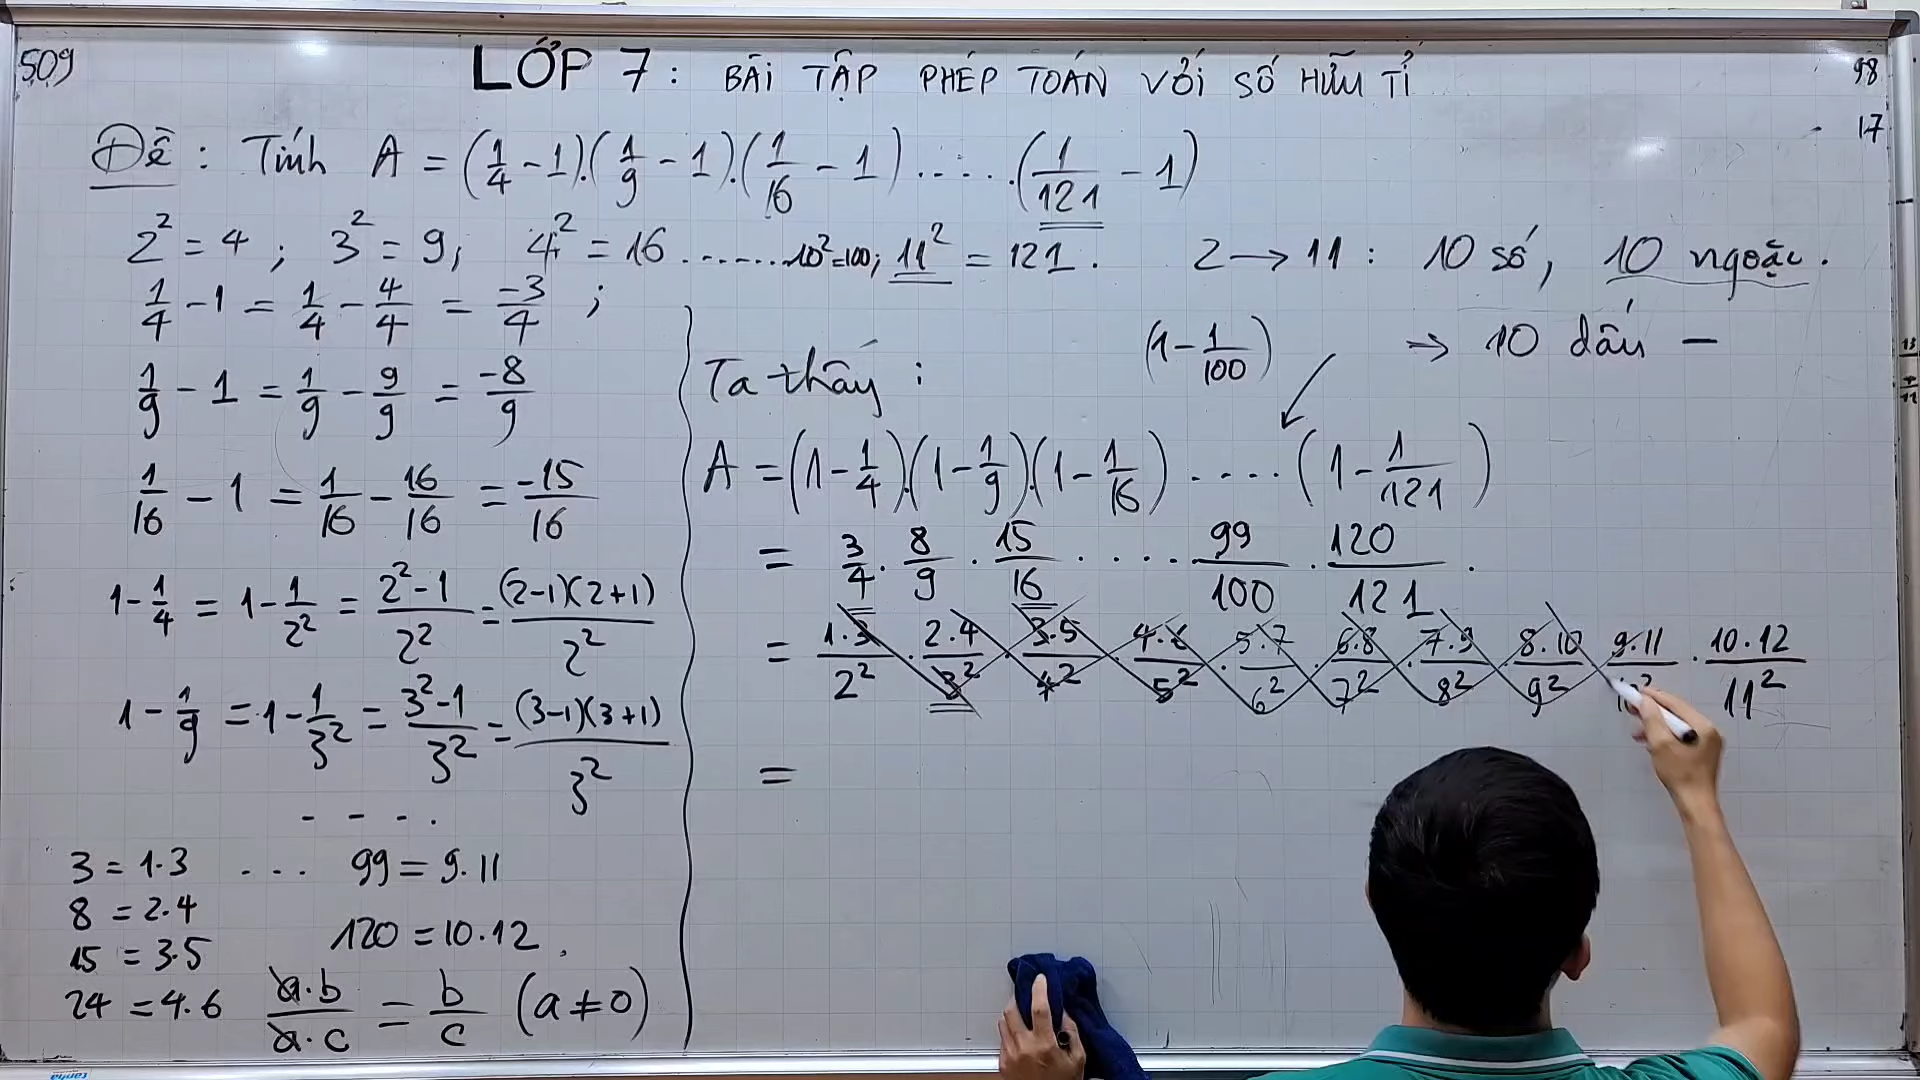 509
LỚP 7: BÀI TẬP PHÉP TOÁN VỚI SỐ HỮU TỈ
98
17
Đề: Tính A = (1/4 - 1).(1/9 - 1).(1/16 - 1) ..... (1/121 - 1)
2² = 4 ; 3² = 9; 4² = 16 ....... 10² = 100; 11² = 121. 2 → 11 : 10 số, 10 ngoặc.
⇒ 10 dấu −
1/4 - 1 = 1/4 - 4/4 = -3/4 ;
1/9 - 1 = 1/9 - 9/9 = -8/9
1/16 - 1 = 1/16 - 16/16 = -15/16
1 - 1/4 = 1 - 1/2² = 2²-1/2² = (2-1)(2+1)/2²
1 - 1/9 = 1 - 1/3² = 3²-1/3² = (3-1)(3+1)/3²
- - - .
3 = 1.3 ... 99 = 9.11
8 = 2.4
120 = 10.12.
15 = 3.5
24 = 4.6
a.b/a.c = b/c (a ≠ 0)
Ta thấy :
(1 - 1/100)
A = (1 - 1/4).(1 - 1/9).(1 - 1/16) ..... (1 - 1/121)
= 3/4 . 8/9 . 15/16 . .... 99/100 . 120/121 .
= 1.3/2² . 2.4/3² . 3.5/4² . 4.6/5² . 5.7/6² . 6.8/7² . 7.9/8² . 8.10/9² . 9.11/10² . 10.12/11²
=